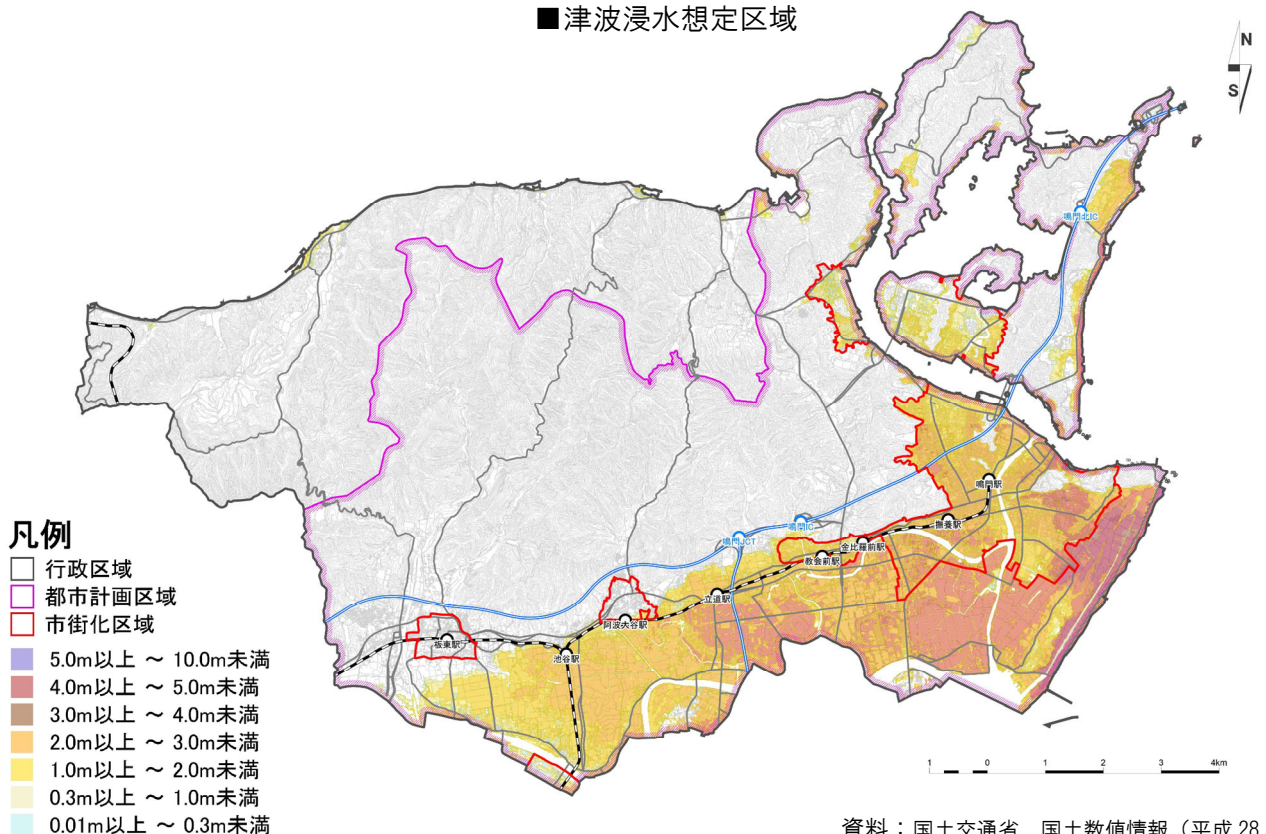 ■津波浸水想定区域
N
S
鳴門北IC
鳴門駅
撫養駅
金比羅前駅
教会前駅
鳴門IC
鳴門JCT
立道駅
阿波大谷駅
池谷駅
板東駅
凡例
行政区域
都市計画区域
市街化区域
5.0m以上 ～ 10.0m未満
4.0m以上 ～ 5.0m未満
3.0m以上 ～ 4.0m未満
2.0m以上 ～ 3.0m未満
1.0m以上 ～ 2.0m未満
0.3m以上 ～ 1.0m未満
0.01m以上 ～ 0.3m未満
1 0 1 2 3 4km
資料：国土交通省 国土数値情報（平成 28